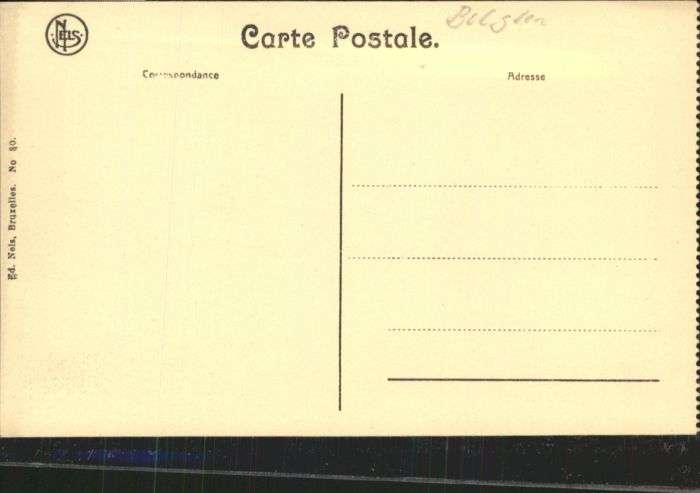 NELS
Carte Postale.
Belgien
Correspondance
Adresse
Ed. Nels, Bruxelles. No 80.